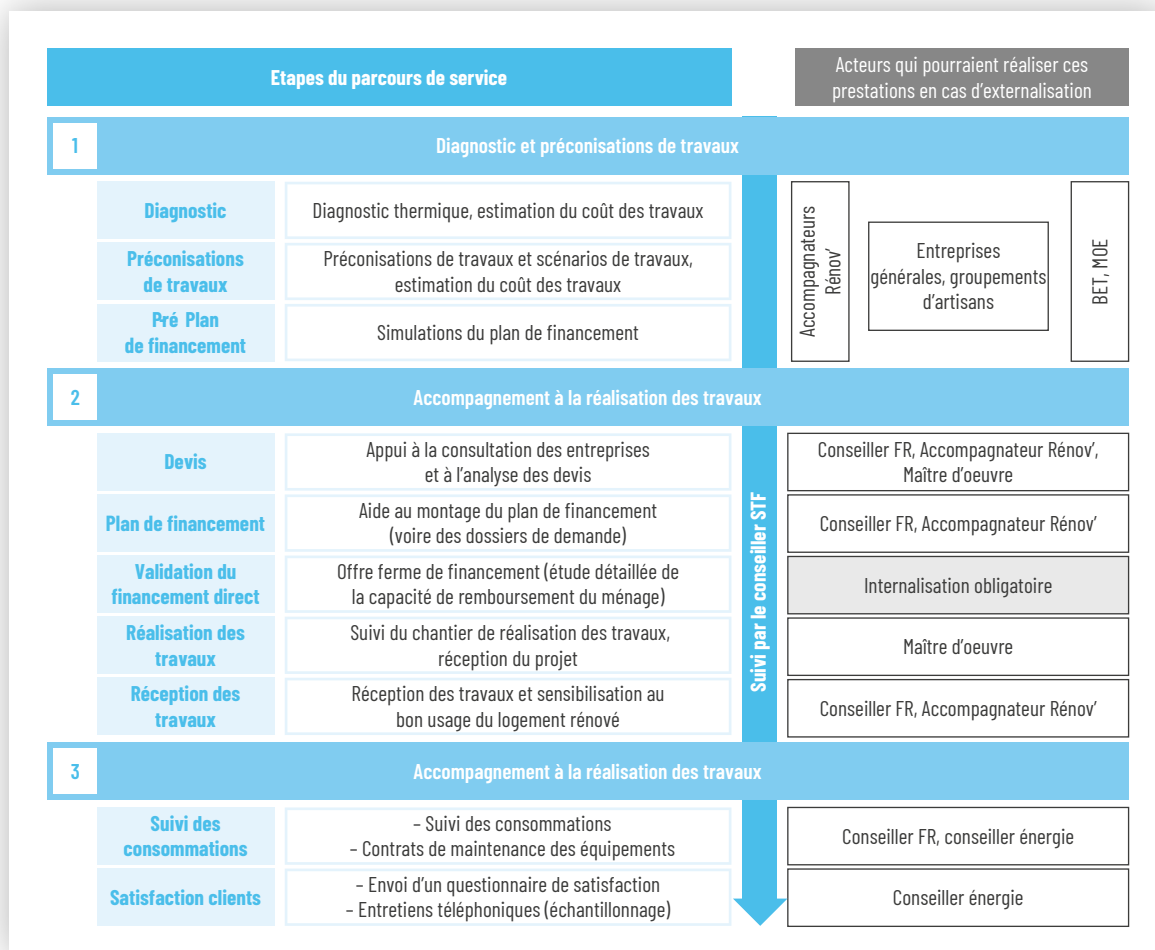 Etapes du parcours de service
Acteurs qui pourraient réaliser ces
prestations en cas d'externalisation
1
Diagnostic et préconisations de travaux
Diagnostic
Diagnostic thermique, estimation du coût des travaux
Préconisations
de travaux
Préconisations de travaux et scénarios de travaux,
estimation du coût des travaux
Pré Plan
de financement
Simulations du plan de financement
Accompagnateurs
Rénov'
Entreprises
générales, groupements
d'artisans
BET, MOE
2
Accompagnement à la réalisation des travaux
Devis
Appui à la consultation des entreprises
et à l'analyse des devis
Conseiller FR, Accompagnateur Rénov',
Maître d'oeuvre
Plan de financement
Aide au montage du plan de financement
(voire des dossiers de demande)
Conseiller FR, Accompagnateur Rénov'
Validation du
financement direct
Offre ferme de financement (étude détaillée de
la capacité de remboursement du ménage)
Internalisation obligatoire
Réalisation des
travaux
Suivi du chantier de réalisation des travaux,
réception du projet
Maître d'oeuvre
Réception des
travaux
Réception des travaux et sensibilisation au
bon usage du logement rénové
Conseiller FR, Accompagnateur Rénov'
Suivi par le conseiller STF
3
Accompagnement à la réalisation des travaux
Suivi des
consommations
– Suivi des consommations
– Contrats de maintenance des équipements
Conseiller FR, conseiller énergie
Satisfaction clients
– Envoi d'un questionnaire de satisfaction
– Entretiens téléphoniques (échantillonnage)
Conseiller énergie